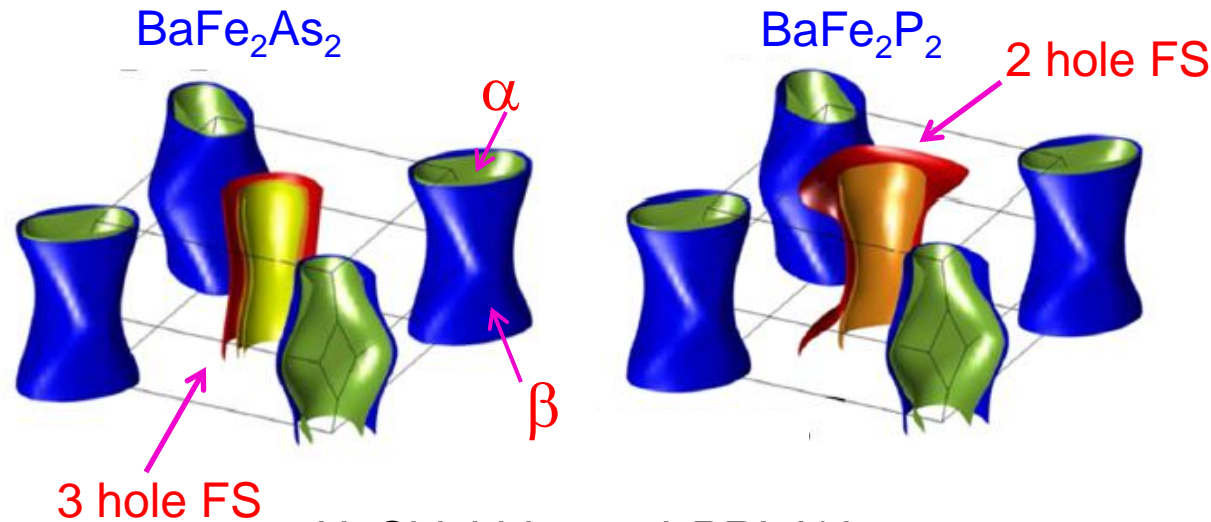 BaFe₂As₂
BaFe₂P₂
2 hole FS
α
β
3 hole FS